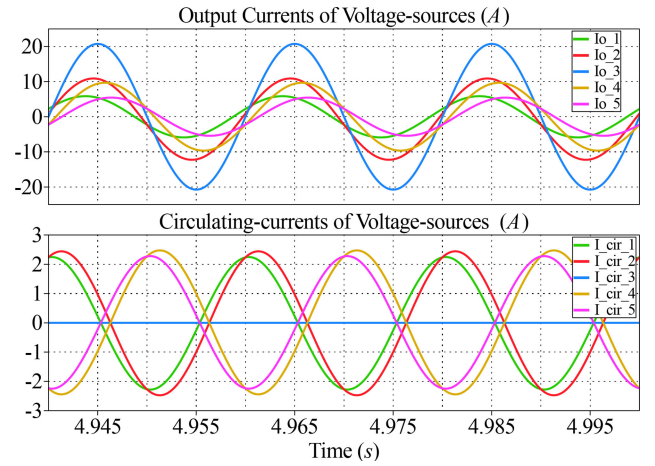 Output Currents of Voltage-sources (A)
20
10
0
-10
-20
Io_1
Io_2
Io_3
Io_4
Io_5
Circulating-currents of Voltage-sources (A)
3
2
1
0
-1
-2
-3
I_cir_1
I_cir_2
I_cir_3
I_cir_4
I_cir_5
4.945 4.955 4.965 4.975 4.985 4.995
Time (s)